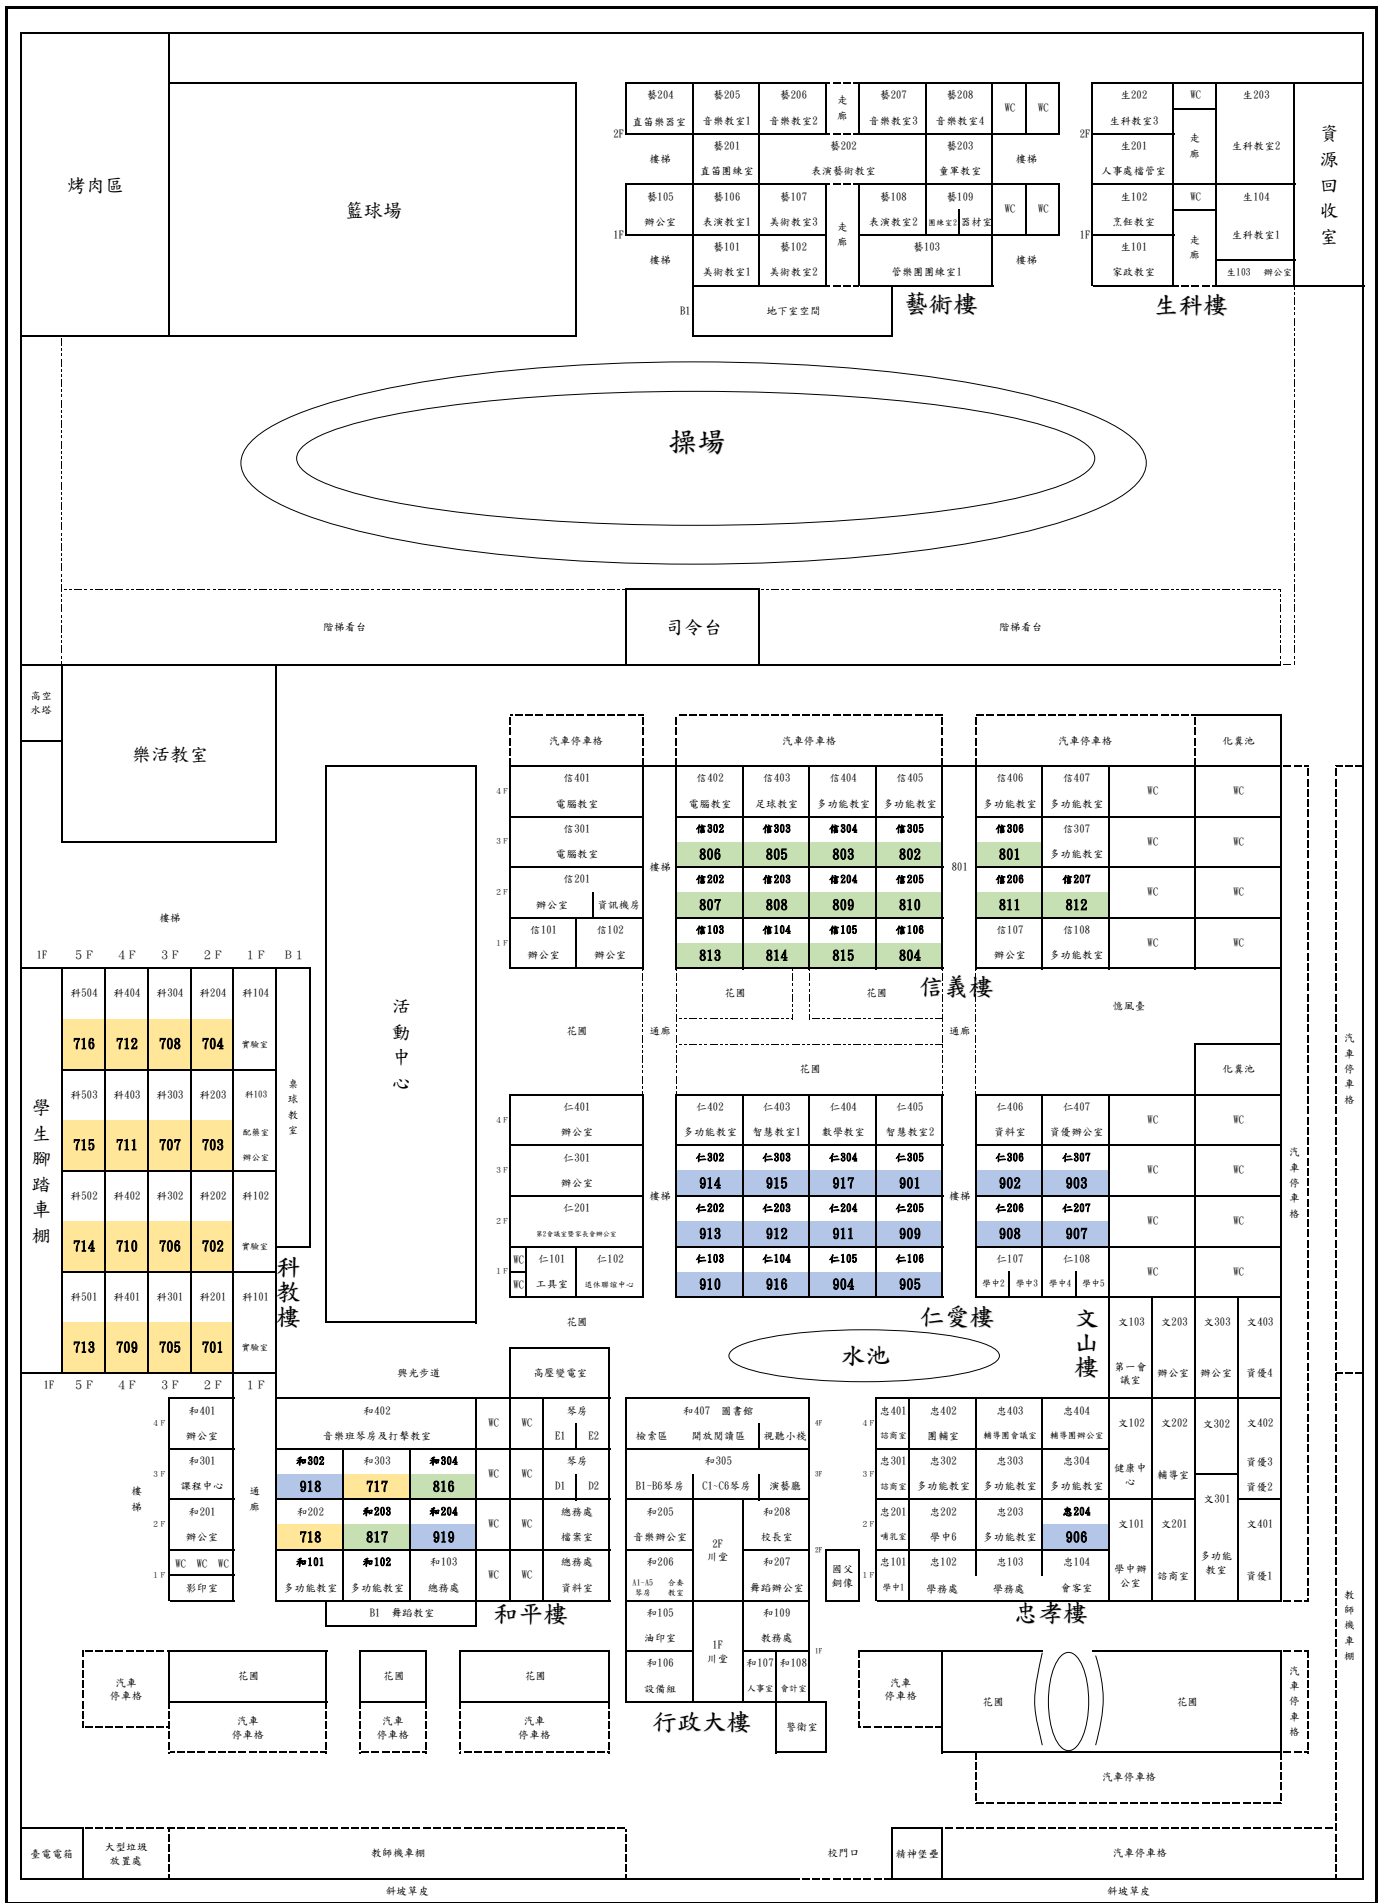 烤肉區
籃球場
藝204 藝205 藝206 走廊 藝207 藝208 WC WC
直笛樂器室 音樂教室1 音樂教室2 音樂教室3 音樂教室4
2F
樓梯 藝201 藝202 藝203 樓梯
直笛團練室 表演藝術教室 童軍教室
藝105 藝106 藝107 走廊 藝108 藝109 WC WC
辦公室 表演教室1 美術教室3 表演教室2 團練室2 器材室
1F
樓梯 藝101 藝102 藝103 樓梯
美術教室1 美術教室2 管樂團團練室1
B1 地下室空間
藝術樓
生202 WC 生203
生科教室3
2F 走廊 生科教室2
生201
人事處檔管室
生102 WC 生104
烹飪教室
1F 走廊 生科教室1
生101
家政教室 生103 辦公室
生科樓
資源回收室
操場
階梯看台 司令台 階梯看台
高空水塔
樂活教室
汽車停車格 汽車停車格 汽車停車格 化糞池
4F 信401 信402 信403 信404 信405 信406 信407 WC WC
電腦教室 電腦教室 足球教室 多功能教室 多功能教室 多功能教室 多功能教室
3F 信301 信302 信303 信304 信305 信306 信307 WC WC
電腦教室 806 805 803 802 801 多功能教室
樓梯 801
2F 信201 信202 信203 信204 信205 信206 信207 WC WC
辦公室 資訊機房 807 808 809 810 811 812
1F 信101 信102 信103 信104 信105 信106 信107 信108 WC WC
辦公室 辦公室 813 814 815 804 辦公室 多功能教室
信義樓
花圃 花圃
花圃 通廊 通廊 憶風臺
花圃 化糞池
活動中心
樓梯
1F 5F 4F 3F 2F 1F B1
學生腳踏車棚
科504 科404 科304 科204 科104
716 712 708 704 實驗室
科503 科403 科303 科203 科103
715 711 707 703 配藥室
辦公室
科502 科402 科302 科202 科102
714 710 706 702 實驗室
科501 科401 科301 科201 科101
713 709 705 701 實驗室
桌球教室
科教樓
1F 5F 4F 3F 2F 1F
4F 仁401 仁402 仁403 仁404 仁405 仁406 仁407 WC WC
辦公室 多功能教室 智慧教室1 數學教室 智慧教室2 資料室 資優辦公室
3F 仁301 仁302 仁303 仁304 仁305 仁306 仁307 WC WC
辦公室 914 915 917 901 902 903
樓梯 樓梯
2F 仁201 仁202 仁203 仁204 仁205 仁206 仁207 WC WC
第2會議室暨家長會辦公室 913 912 911 909 908 907
1F WC 仁101 仁102 仁103 仁104 仁105 仁106 仁107 仁108 WC WC
WC 工具室 退休聯誼中心 910 916 904 905 學中2 學中3 學中4 學中5
仁愛樓
花圃
水池
文山樓
文103 文203 文303 文403
第一會議室 辦公室 辦公室 資優4
文102 文202 文302 文402
健康中心 輔導室 資優3
資優2
文101 文201 文301 文401
學中辦公室 諮商室 多功能教室 資優1
汽車停車格
汽車停車格
教師機車棚
興光步道
高壓變電室
4F 和401 和402 WC WC 琴房
辦公室 音樂班琴房及打擊教室 E1 E2
3F 和301 和302 和303 和304 WC WC 琴房
課程中心 918 717 816 D1 D2
樓梯 通廊
2F 和201 和202 和203 和204 WC WC 總務處
辦公室 718 817 919 檔案室
1F WC WC WC 和101 和102 和103 WC WC 總務處
影印室 多功能教室 多功能教室 總務處 資料室
B1 舞蹈教室
和平樓
和407 圖書館 4F
檢索區 開放閱讀區 視聽小棧
和305 3F
B1-B6琴房 C1~C6琴房 演藝廳
和205 2F川堂 和208
音樂辦公室 校長室
和206 和207 2F
A1-A5琴房 合奏教室 舞蹈辦公室
和105 1F川堂 和109
油印室 教務處
和106 和107 和108 1F
設備組 人事室 會計室
行政大樓
警衛室
國父銅像
4F 忠401 忠402 忠403 忠404
諮商室 團輔室 輔導團會議室 輔導團辦公室
3F 忠301 忠302 忠303 忠304
諮商室 多功能教室 多功能教室 多功能教室
2F 忠201 忠202 忠203 忠204
哺乳室 學中6 多功能教室 906
1F 忠101 忠102 忠103 忠104
學中1 學務處 學務處 會客室
忠孝樓
汽車停車格 花圃 花圃 花圃 汽車停車格 花圃 花圃 汽車停車格
汽車停車格 汽車停車格 汽車停車格
汽車停車格
臺電電箱 大型垃圾放置處 教師機車棚 校門口 精神堡壘 汽車停車格
斜坡草皮 斜坡草皮